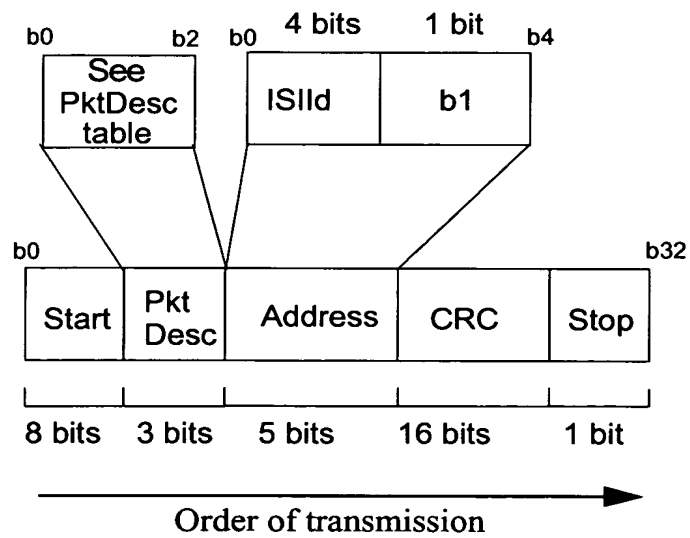 4 bits 1 bit
b0 b2 b0 b4
See
PktDesc
table
ISIId b1
b0 b32
Start Pkt
Desc Address CRC Stop
8 bits 3 bits 5 bits 16 bits 1 bit
Order of transmission